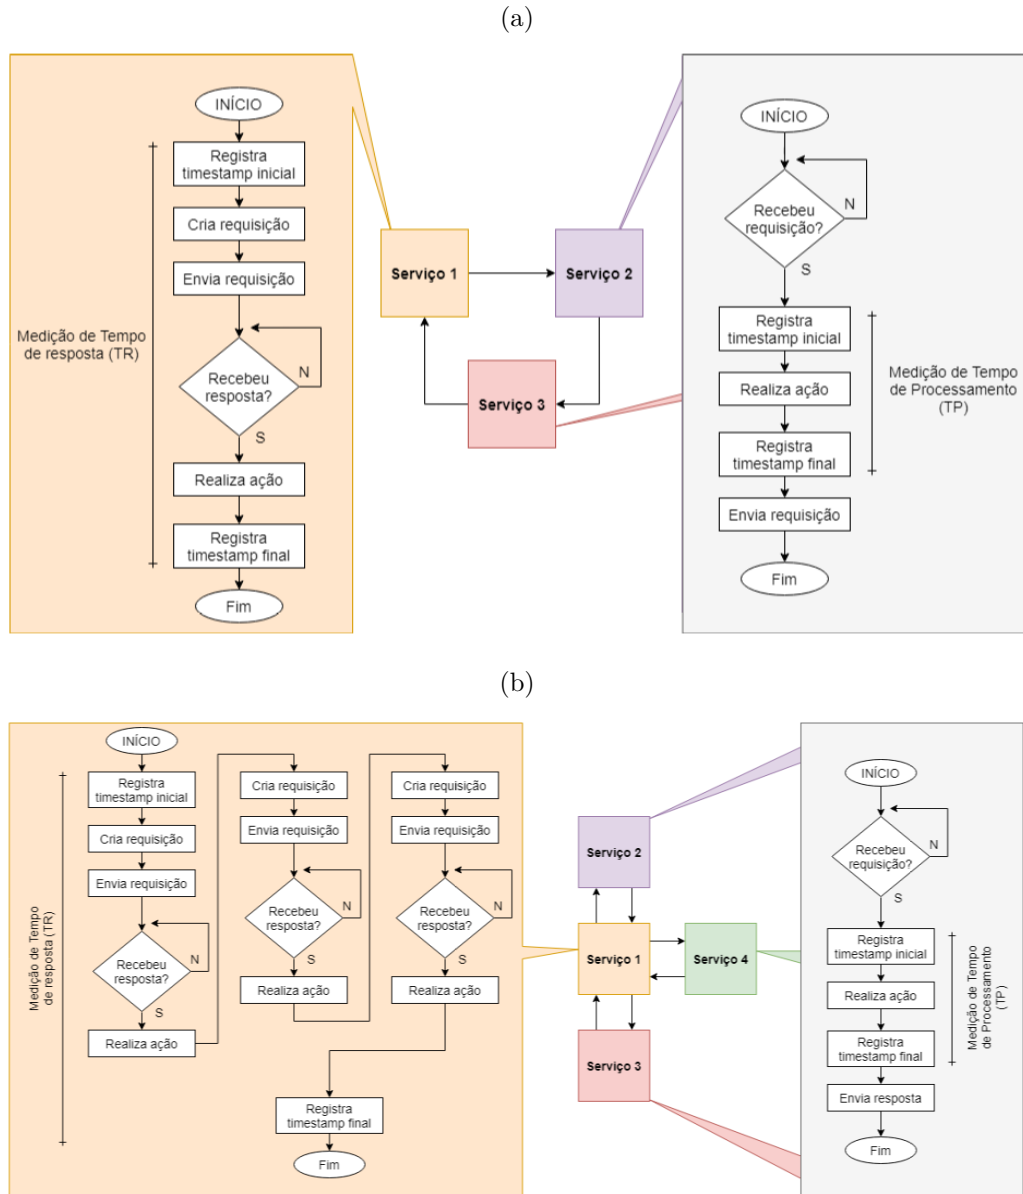 (a)
INÍCIO
Registra
timestamp inicial
Cria requisição
Envia requisição
Medição de Tempo
de resposta (TR)
Recebeu
resposta?
N
S
Realiza ação
Registra
timestamp final
Fim
Serviço 1
Serviço 2
Serviço 3
INÍCIO
Recebeu
requisição?
N
S
Registra
timestamp inicial
Realiza ação
Medição de Tempo
de Processamento
(TP)
Registra
timestamp final
Envia requisição
Fim
(b)
INÍCIO
Registra
timestamp inicial
Cria requisição
Envia requisição
Recebeu
resposta?
N
S
Realiza ação
Medição de Tempo
de resposta (TR)
Cria requisição
Envia requisição
Recebeu
resposta?
N
S
Realiza ação
Cria requisição
Envia requisição
Recebeu
resposta?
N
S
Realiza ação
Registra
timestamp final
Fim
Serviço 2
Serviço 1
Serviço 4
Serviço 3
INÍCIO
Recebeu
requisição?
N
S
Registra
timestamp inicial
Realiza ação
Registra
timestamp final
Medição de Tempo
de Processamento
(TP)
Envia resposta
Fim